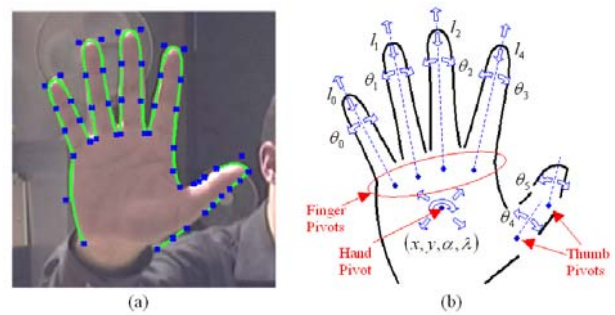 l₀
θ₀
l₁
θ₁
l₂
θ₂
l₄
θ₃
θ₅
θ₄
Finger
Pivots
Hand
Pivot
(x, y, α, λ)
Thumb
Pivots
(a)
(b)